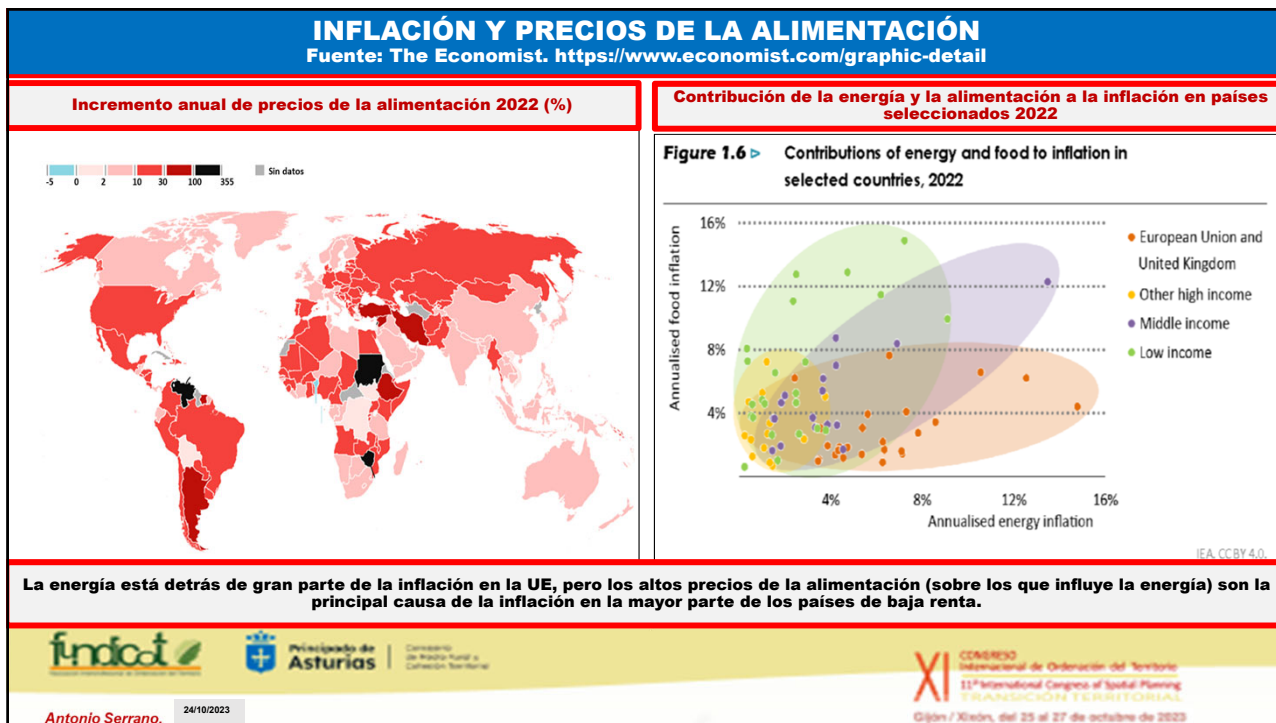 INFLACIÓN Y PRECIOS DE LA ALIMENTACIÓN
Fuente: The Economist. https://www.economist.com/graphic-detail
Incremento anual de precios de la alimentación 2022 (%)
-5 0 2 10 30 100 355
Sin datos
Contribución de la energía y la alimentación a la inflación en países
seleccionados 2022
Figure 1.6 ▷ Contributions of energy and food to inflation in
selected countries, 2022
Annualised food inflation
16%
12%
8%
4%
4% 8% 12% 16%
Annualised energy inflation
European Union and
United Kingdom
Other high income
Middle income
Low income
IEA. CC BY 4.0.
La energía está detrás de gran parte de la inflación en la UE, pero los altos precios de la alimentación (sobre los que influye la energía) son la
principal causa de la inflación en la mayor parte de los países de baja renta.
fundicot
Principado de
Asturias
Consejería
de Medio Rural y
Cohesión Territorial
XI
CONGRESO
Internacional de Ordenación del Territorio
11th International Congress of Spatial Planning
TRANSICIÓN TERRITORIAL
Gijón / Xixón, del 25 al 27 de octubre de 2023
Antonio Serrano.
24/10/2023